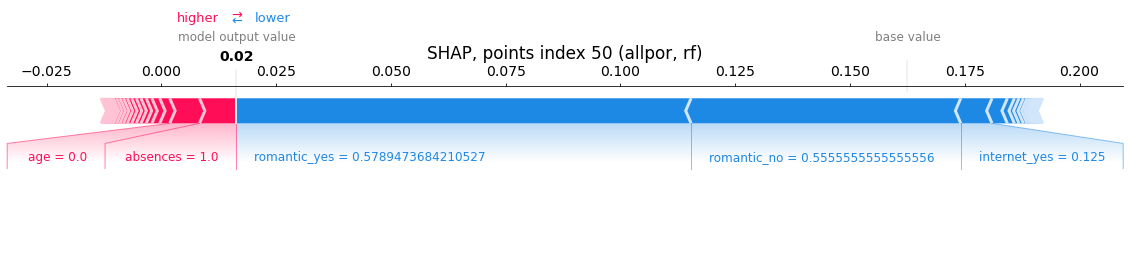 higher ⇄ lower
model output value
base value
0.02
SHAP, points index 50 (allpor, rf)
−0.025 0.000 0.025 0.050 0.075 0.100 0.125 0.150 0.175 0.200
age = 0.0 absences = 1.0 romantic_yes = 0.5789473684210527 romantic_no = 0.5555555555555556 internet_yes = 0.125